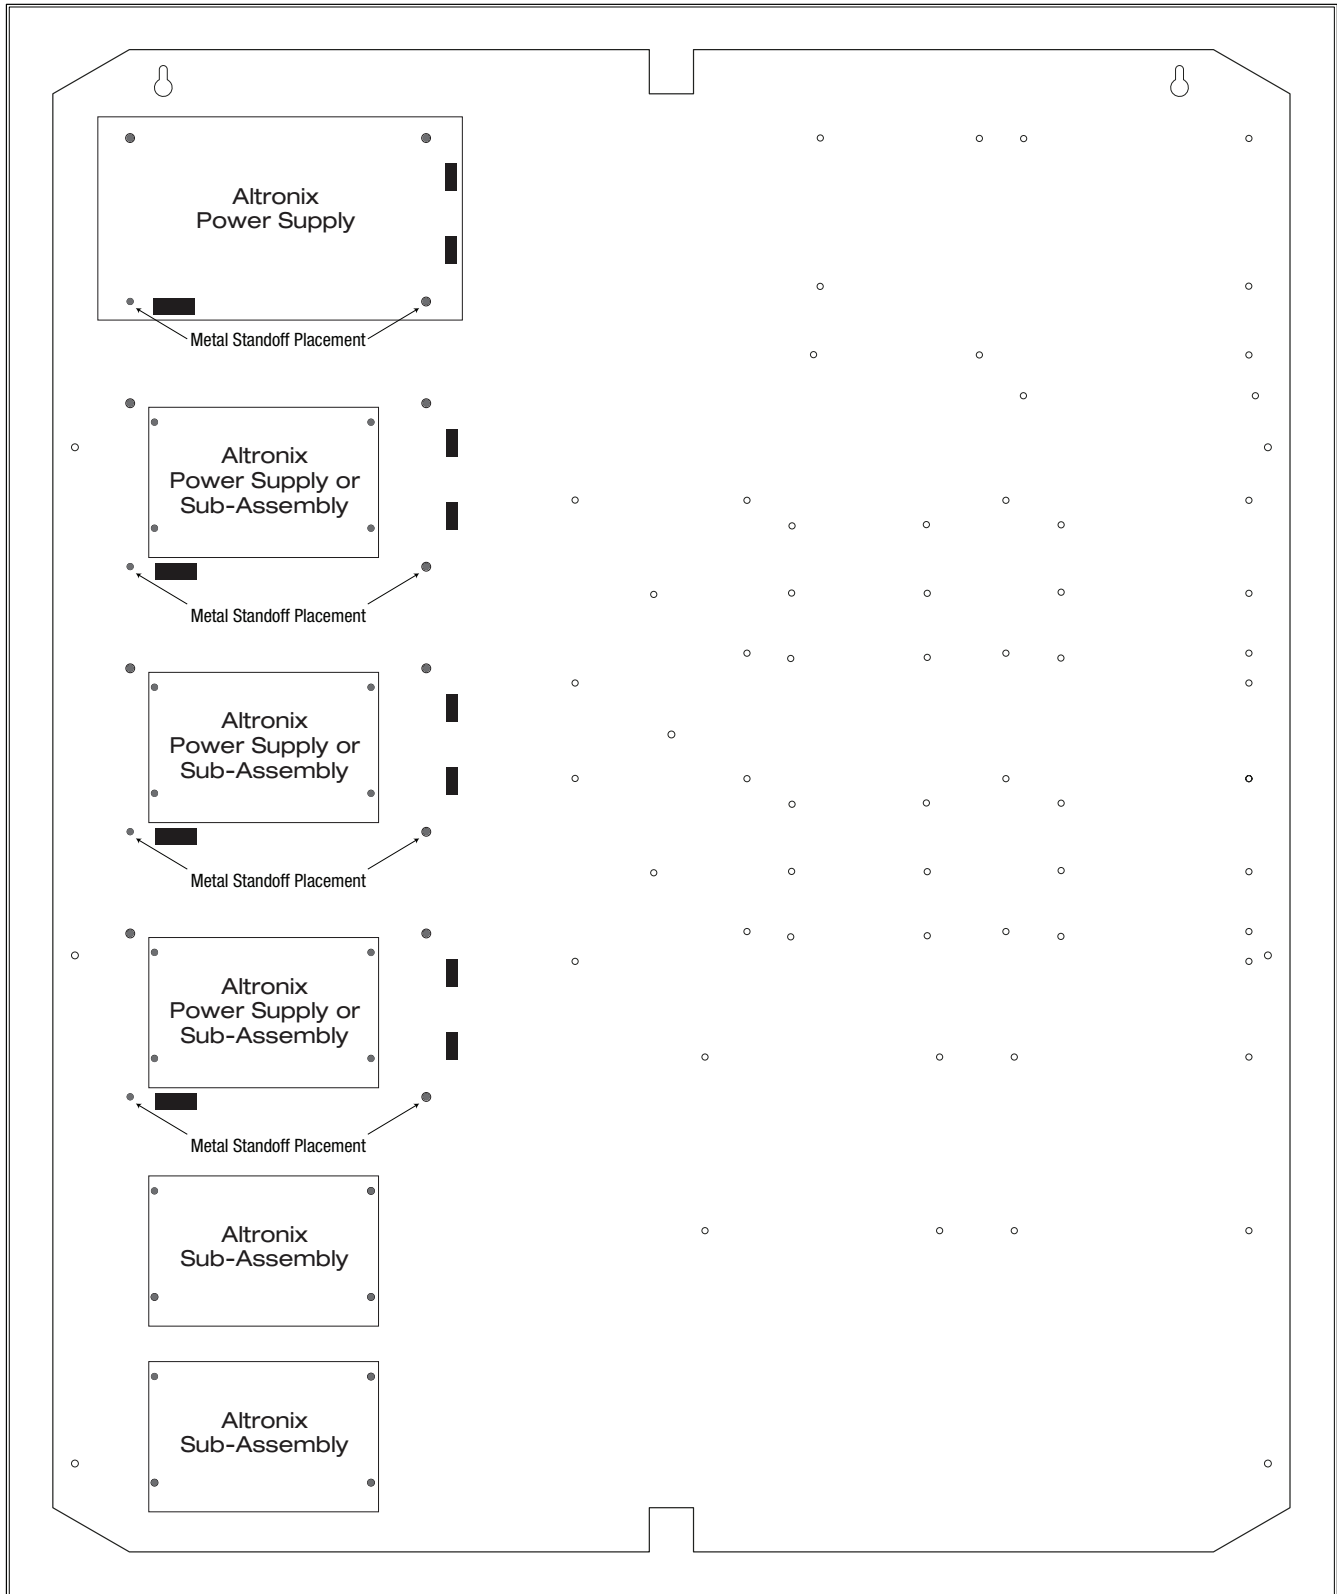 Altronix
Power Supply
Metal Standoff Placement
Altronix
Power Supply or
Sub-Assembly
Metal Standoff Placement
Altronix
Power Supply or
Sub-Assembly
Metal Standoff Placement
Altronix
Power Supply or
Sub-Assembly
Metal Standoff Placement
Altronix
Sub-Assembly
Altronix
Sub-Assembly